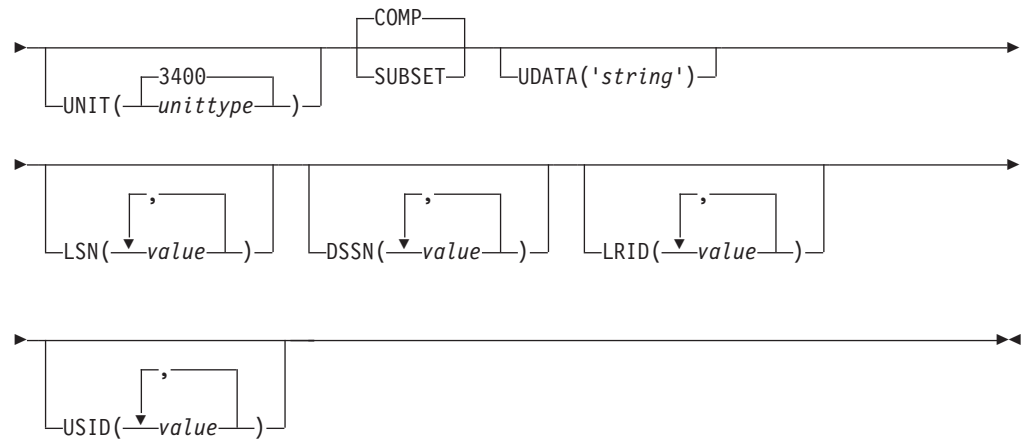 COMP
SUBSET
UDATA('string')
3400
UNIT( unittype )
, , ,
LSN( value ) DSSN( value ) LRID( value )
,
USID( value )